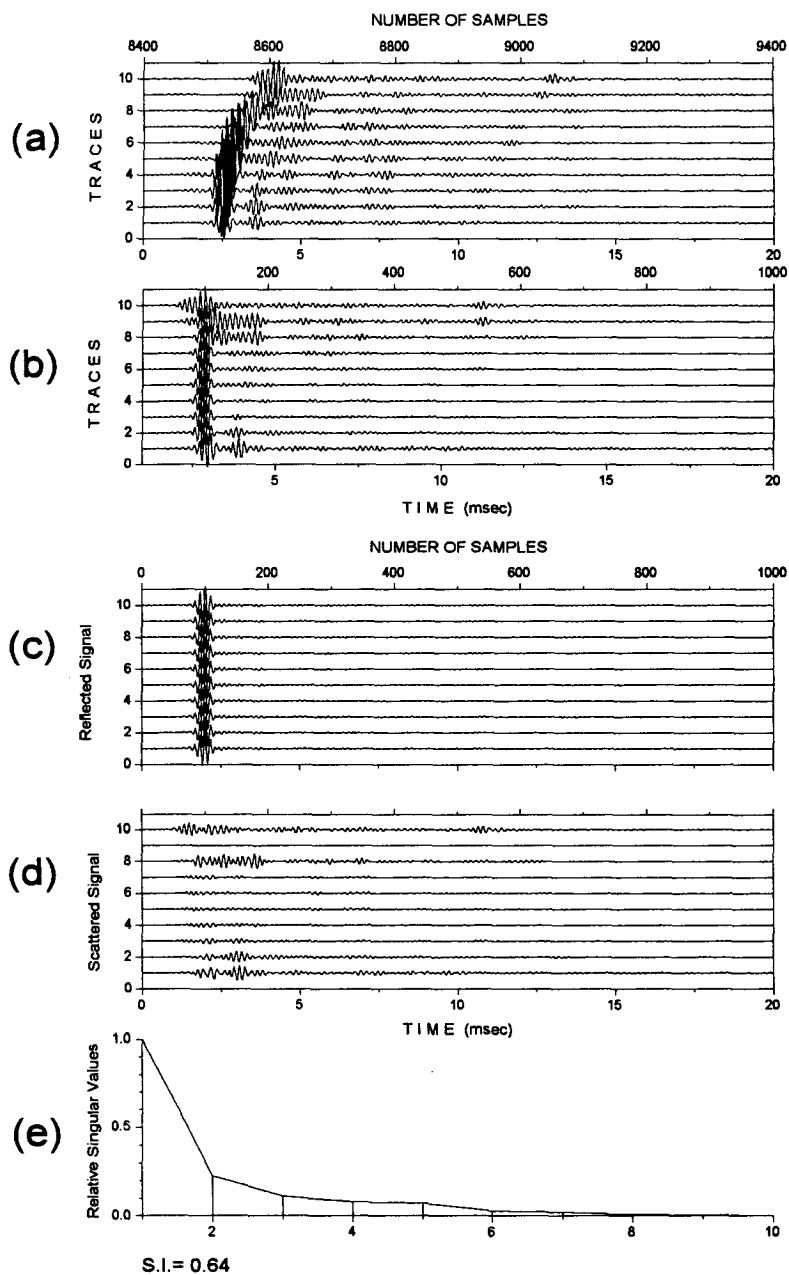 NUMBER OF SAMPLES
8400 8600 8800 9000 9200 9400
(a)
TRACES
10
8
6
4
2
0
0 5 10 15 20
200 400 600 800 1000
(b)
TRACES
10
8
6
4
2
0
5 10 15 20
TIME (msec)
NUMBER OF SAMPLES
0 200 400 600 800 1000
(c)
Reflected Signal
10
8
6
4
2
0
(d)
Scattered Signal
10
8
6
4
2
0
0 5 10 15 20
TIME (msec)
(e)
Relative Singular Values
1.0
0.5
0.0
2 4 6 8 10
S.I.= 0.64